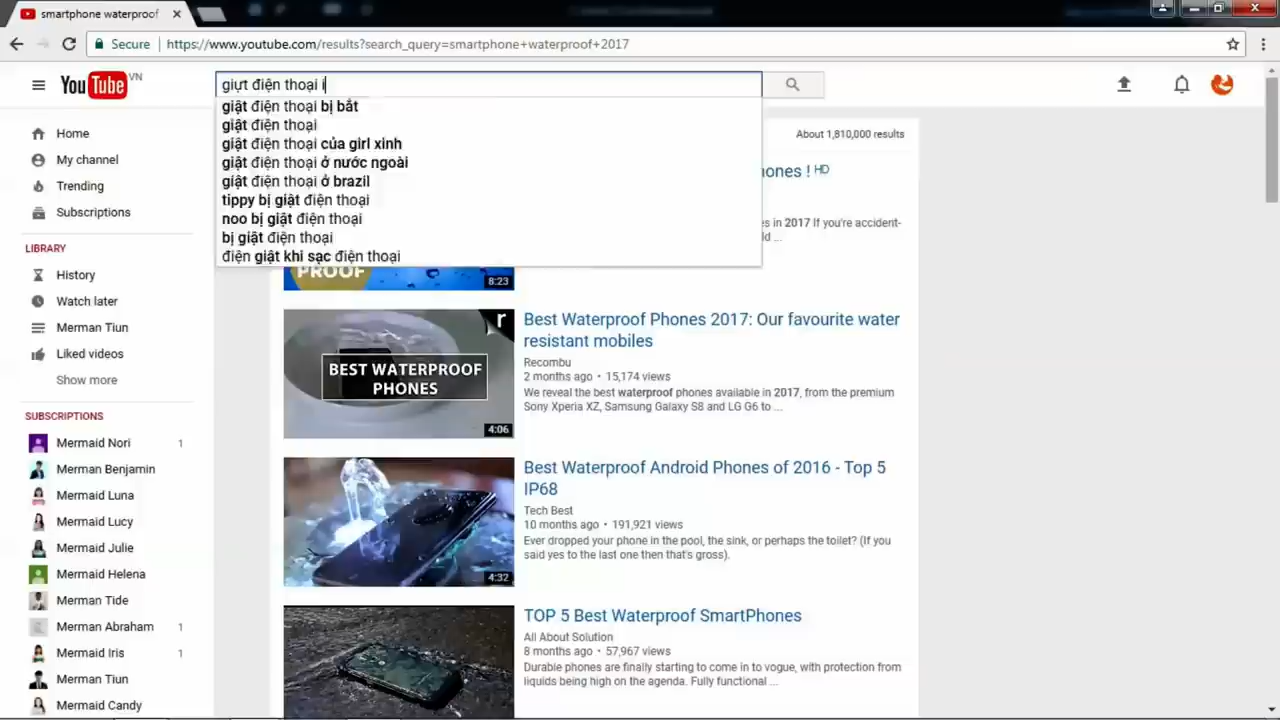 smartphone waterproof
Secure
https://www.youtube.com/results?search_query=smartphone+waterproof+2017
YouTube VN
giựt điện thoại i
giật điện thoại bị bắt
giật điện thoại
giật điện thoại của girl xinh
giật điện thoại ở nước ngoài
giật điện thoại ở brazil
tippy bị giật điện thoại
noo bị giật điện thoại
bị giật điện thoại
điện giật khi sạc điện thoại
Home
My channel
Trending
Subscriptions
LIBRARY
History
Watch later
Merman Tiun
Liked videos
Show more
SUBSCRIPTIONS
Mermaid Nori 1
Merman Benjamin
Mermaid Luna
Mermaid Lucy
Mermaid Julie
Mermaid Helena
Merman Tide
Merman Abraham 1
Mermaid Iris 1
Merman Tiun
Mermaid Candy
About 1,810,000 results
ones ! HD
es in 2017 If you're accident-
d ...
PROOF
8:23
r
BEST WATERPROOF
PHONES
4:06
Best Waterproof Phones 2017: Our favourite water
resistant mobiles
Recombu
2 months ago • 15,174 views
We reveal the best waterproof phones available in 2017, from the premium
Sony Xperia XZ, Samsung Galaxy S8 and LG G6 to ...
4:32
Best Waterproof Android Phones of 2016 - Top 5
IP68
Tech Best
10 months ago • 191,921 views
Ever dropped your phone in the pool, the sink, or perhaps the toilet? (If you
said yes to the last one then that's gross).
TOP 5 Best Waterproof SmartPhones
All About Solution
8 months ago • 57,967 views
Durable phones are finally starting to come in to vogue, with protection from
liquids being high on the agenda. Fully functional ...